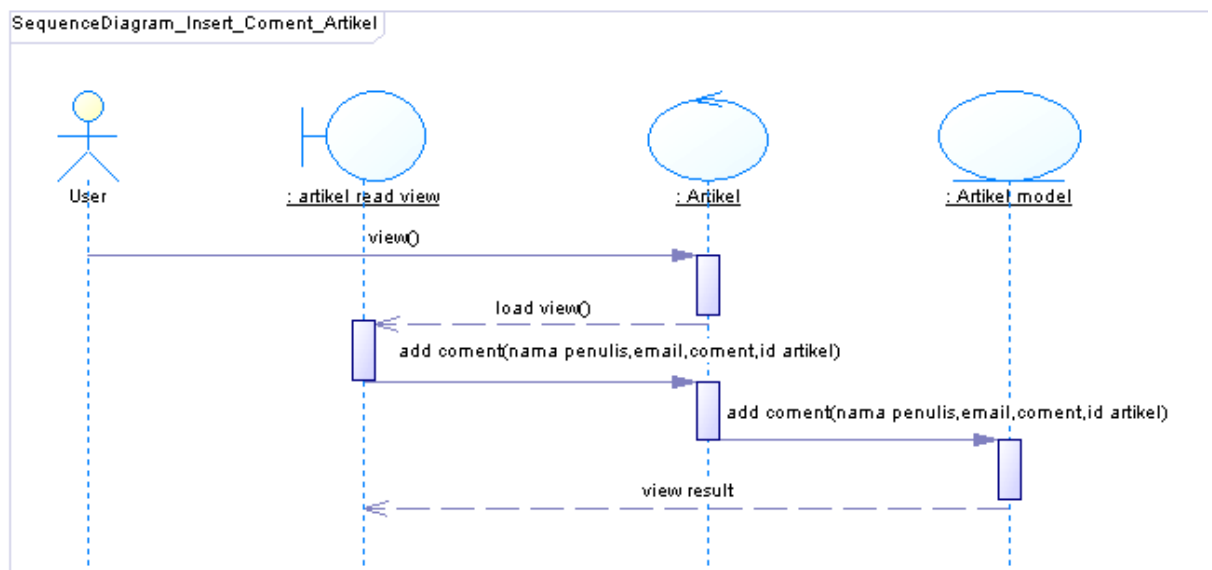 SequenceDiagram_Insert_Coment_Artikel
User
: artikel read view
: Artikel
: Artikel model
view()
load view()
add coment(nama penulis,email,coment,id artikel)
add coment(nama penulis,email,coment,id artikel)
view result